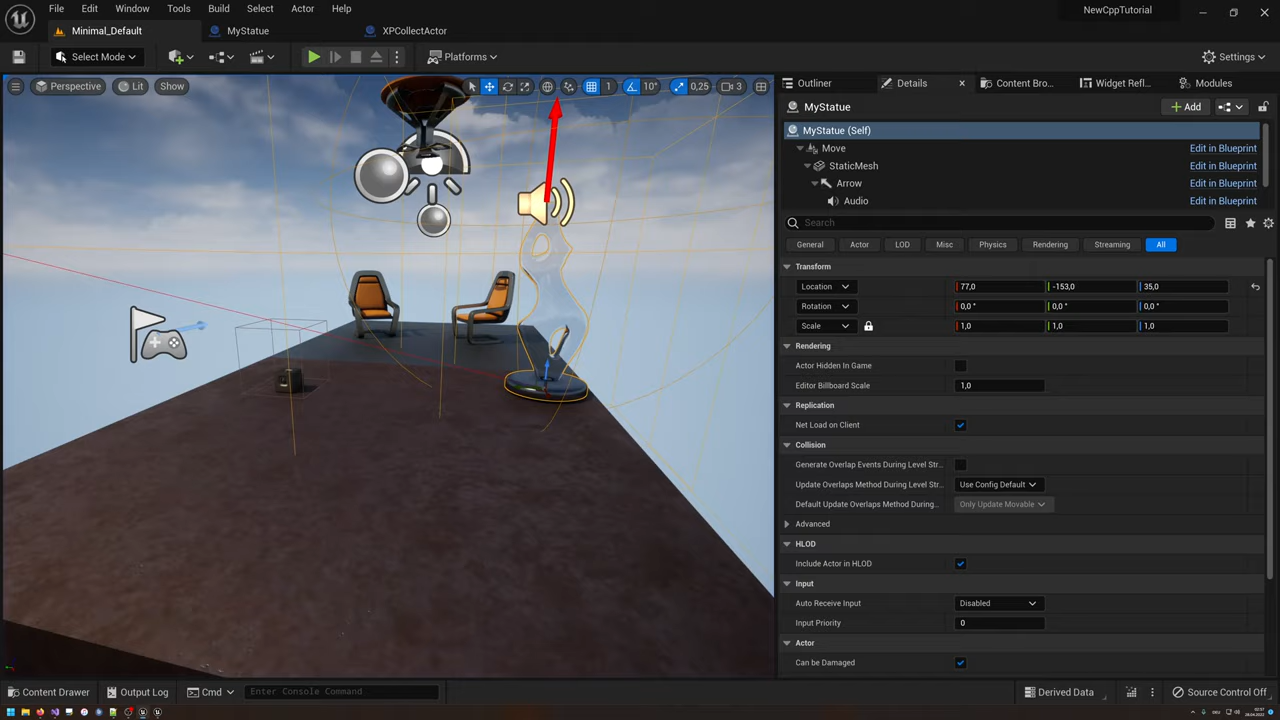 File Edit Window Tools Build Select Actor Help
NewCppTutorial
Minimal_Default MyStatue XPCollectActor
Select Mode Platforms Settings
Perspective Lit Show 1 10° 0,25 3
Outliner Details Content Bro... Widget Refl... Modules
MyStatue Add
MyStatue (Self)
Move Edit in Blueprint
StaticMesh Edit in Blueprint
Arrow Edit in Blueprint
Audio Edit in Blueprint
Search
General Actor LOD Misc Physics Rendering Streaming All
Transform
Location 77,0 -153,0 35,0
Rotation 0,0 ° 0,0 ° 0,0 °
Scale 1,0 1,0 1,0
Rendering
Actor Hidden In Game
Editor Billboard Scale 1,0
Replication
Net Load on Client
Collision
Generate Overlap Events During Level Str...
Update Overlaps Method During Level Str... Use Config Default
Default Update Overlaps Method During... Only Update Movable
Advanced
HLOD
Include Actor in HLOD
Input
Auto Receive Input Disabled
Input Priority 0
Actor
Can be Damaged
Content Drawer Output Log Cmd Enter Console Command Derived Data Source Control Off